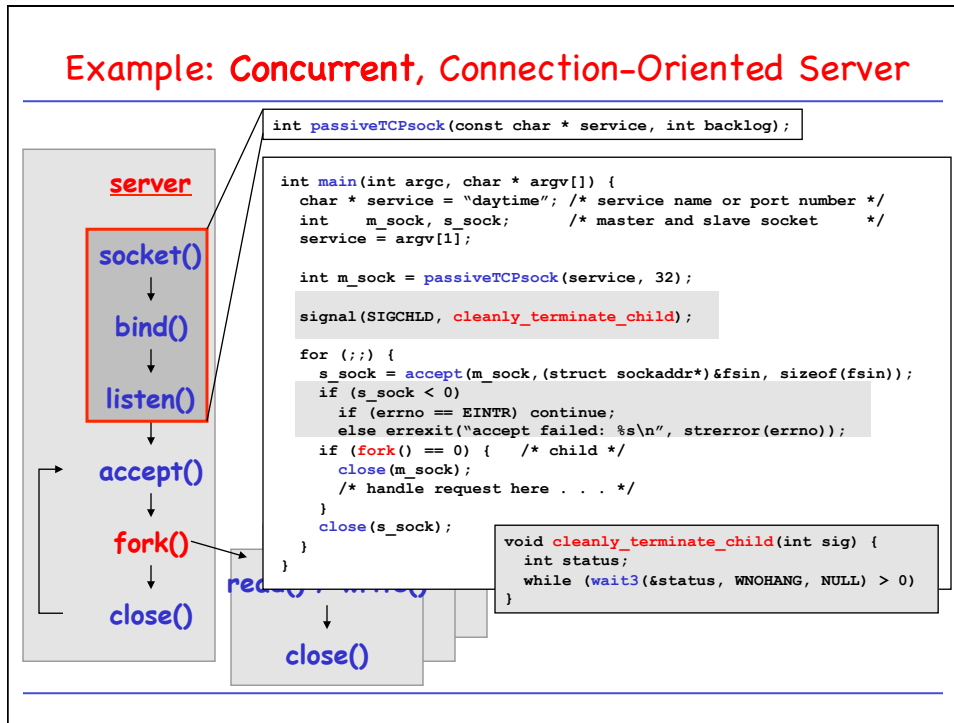 Example: Concurrent, Connection-Oriented Server
int passiveTCPsock(const char * service, int backlog);
server
socket()
bind()
listen()
accept()
fork()
close()
int main(int argc, char * argv[]) {
char * service = “daytime”; /* service name or port number */
int m_sock, s_sock; /* master and slave socket */
service = argv[1];
int m_sock = passiveTCPsock(service, 32);
signal(SIGCHLD, cleanly_terminate_child);
for (;;) {
s_sock = accept(m_sock,(struct sockaddr*)&fsin, sizeof(fsin));
if (s_sock < 0)
if (errno == EINTR) continue;
else errexit(“accept failed: %s\n”, strerror(errno));
if (fork() == 0) { /* child */
close(m_sock);
/* handle request here . . . */
}
close(s_sock);
}
}
void cleanly_terminate_child(int sig) {
int status;
while (wait3(&status, WNOHANG, NULL) > 0)
}
read() / write()
close()